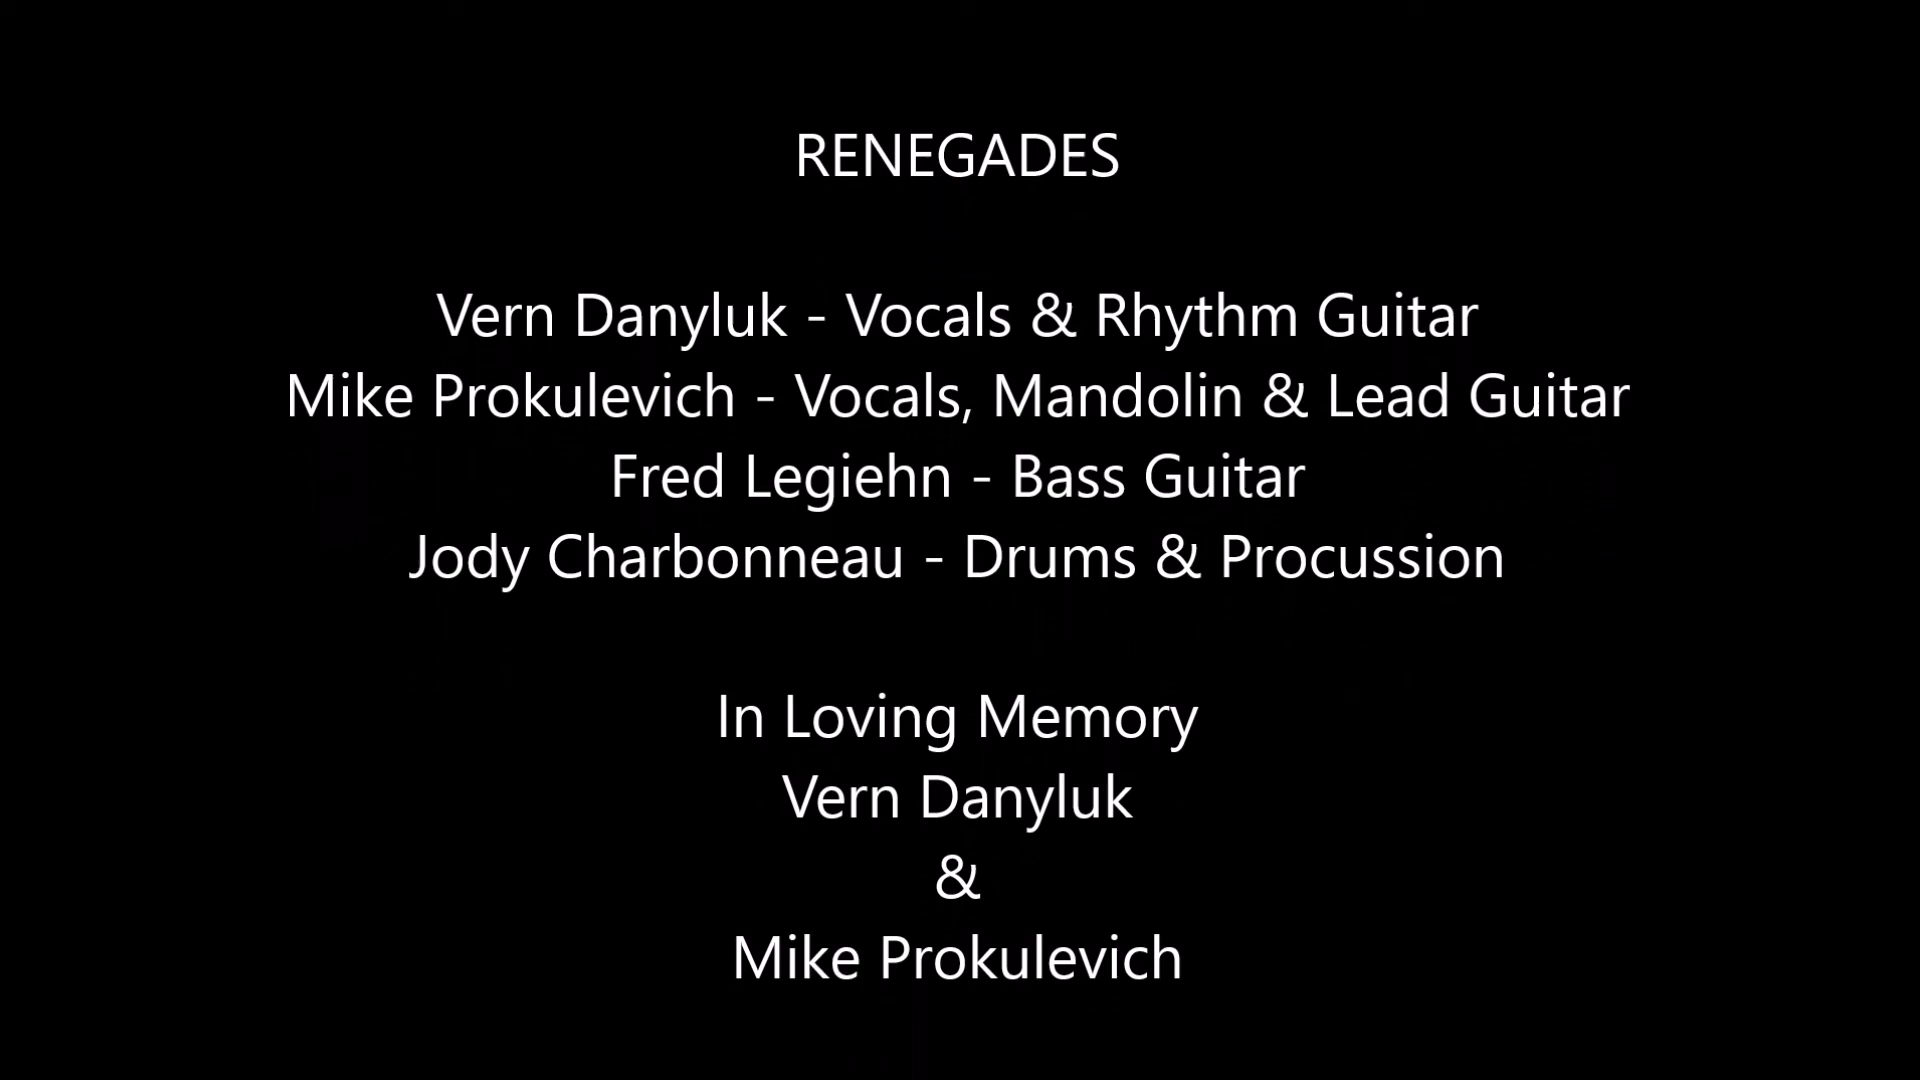 RENEGADES
Vern Danyluk - Vocals & Rhythm Guitar
Mike Prokulevich - Vocals, Mandolin & Lead Guitar
Fred Legiehn - Bass Guitar
Jody Charbonneau - Drums & Procussion
In Loving Memory
Vern Danyluk
&
Mike Prokulevich